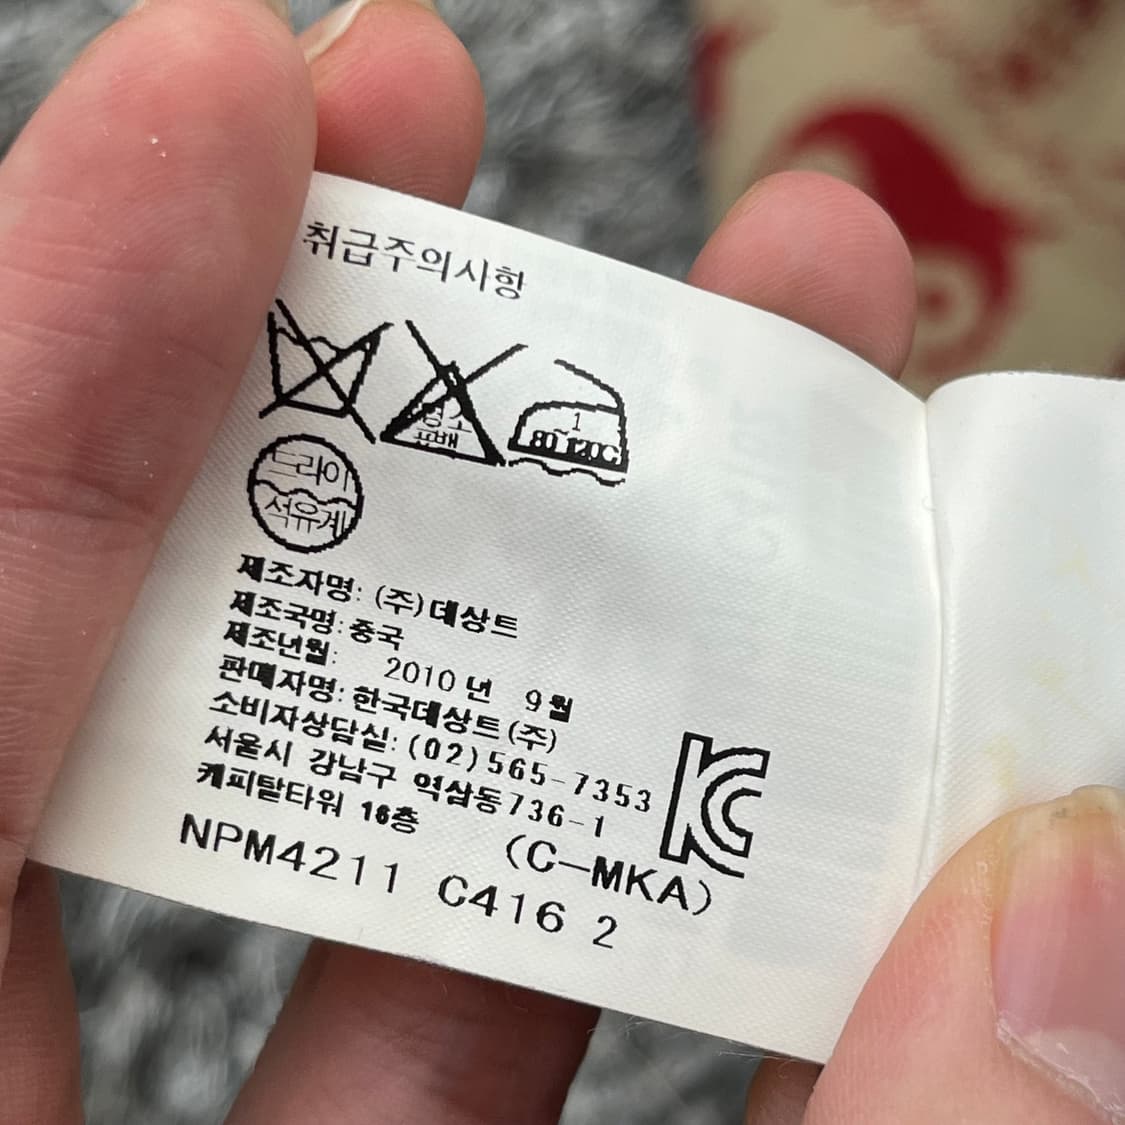 취급주의사항
염소 표백
1
80-120℃
드라이
석유계
제조자명: (주)데상트
제조국명: 중국
제조년월: 2010년 9월
판매자명: 한국데상트(주)
소비자상담실: (02)565-7353
서울시 강남구 역삼동736-1
캐피탈타워 16층
(C-MKA)
NPM4211 C416 2